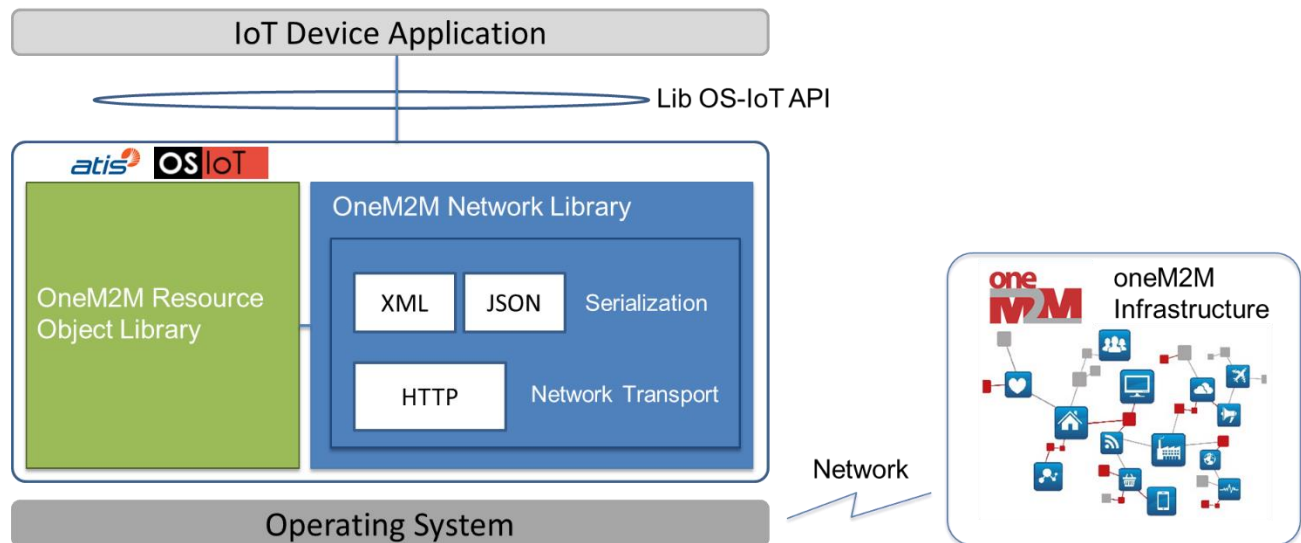 IoT Device Application
Lib OS-IoT API
atis OS IoT
OneM2M Resource
Object Library
OneM2M Network Library
XML JSON Serialization
HTTP Network Transport
Operating System
Network
one
M2M
oneM2M
Infrastructure